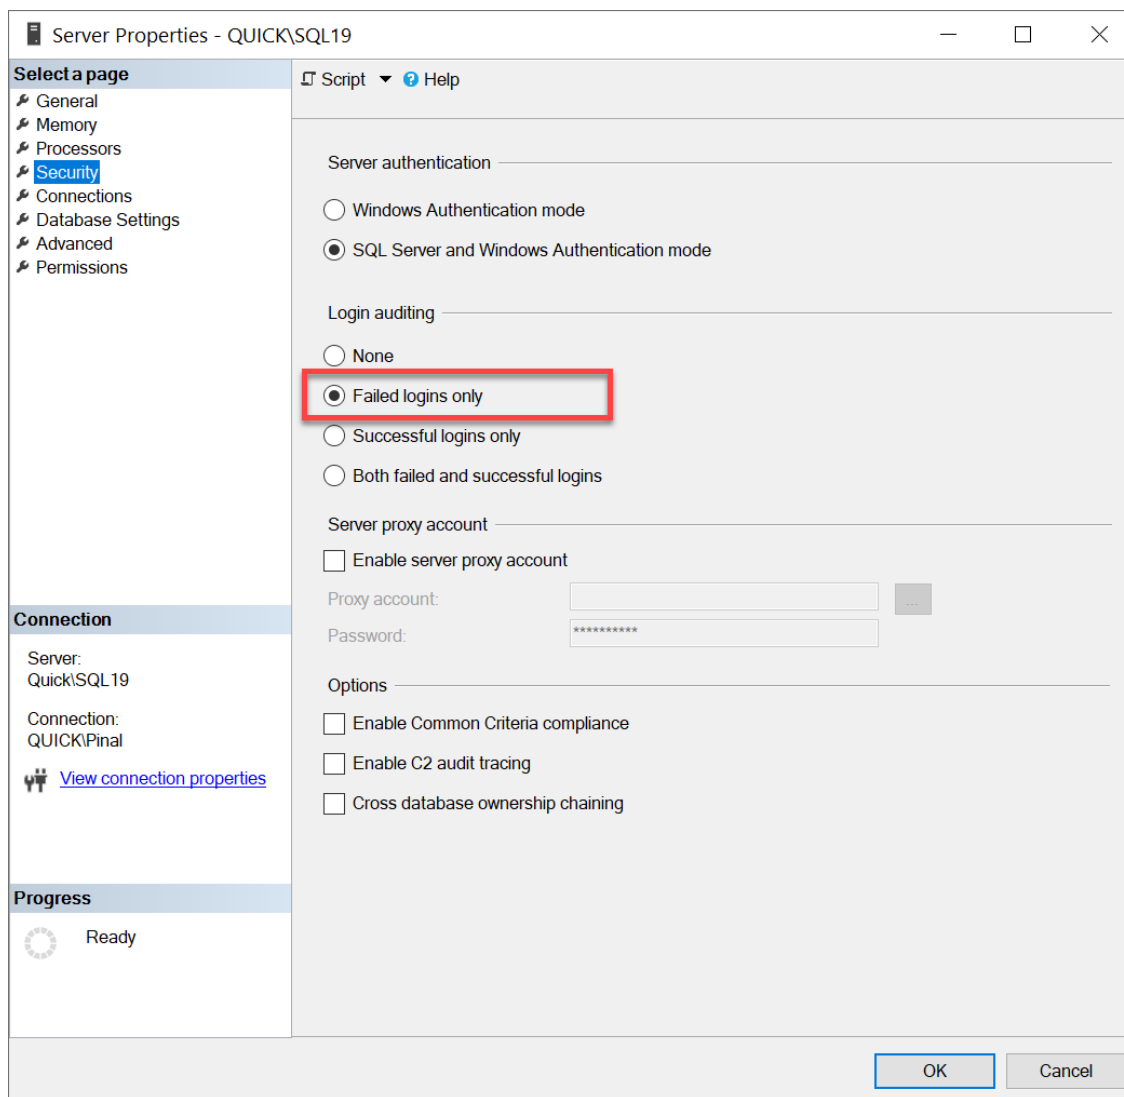 Server Properties - QUICK\SQL19
Select a page
General
Memory
Processors
Security
Connections
Database Settings
Advanced
Permissions
Connection
Server:
Quick\SQL19
Connection:
QUICK\Pinal
View connection properties
Progress
Ready
Script
Help
Server authentication
Windows Authentication mode
SQL Server and Windows Authentication mode
Login auditing
None
Failed logins only
Successful logins only
Both failed and successful logins
Server proxy account
Enable server proxy account
Proxy account:
...
Password: **********
Options
Enable Common Criteria compliance
Enable C2 audit tracing
Cross database ownership chaining
OK Cancel